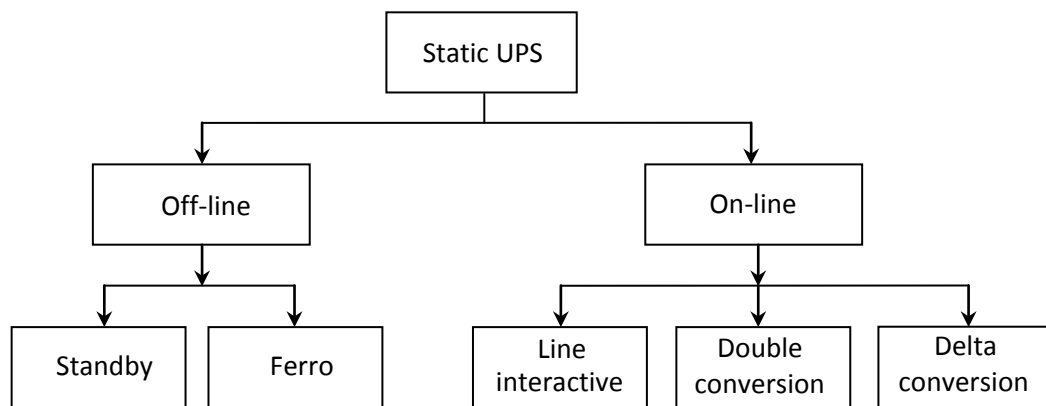 Static UPS
Off-line
On-line
Standby
Ferro
Line
interactive
Double
conversion
Delta
conversion